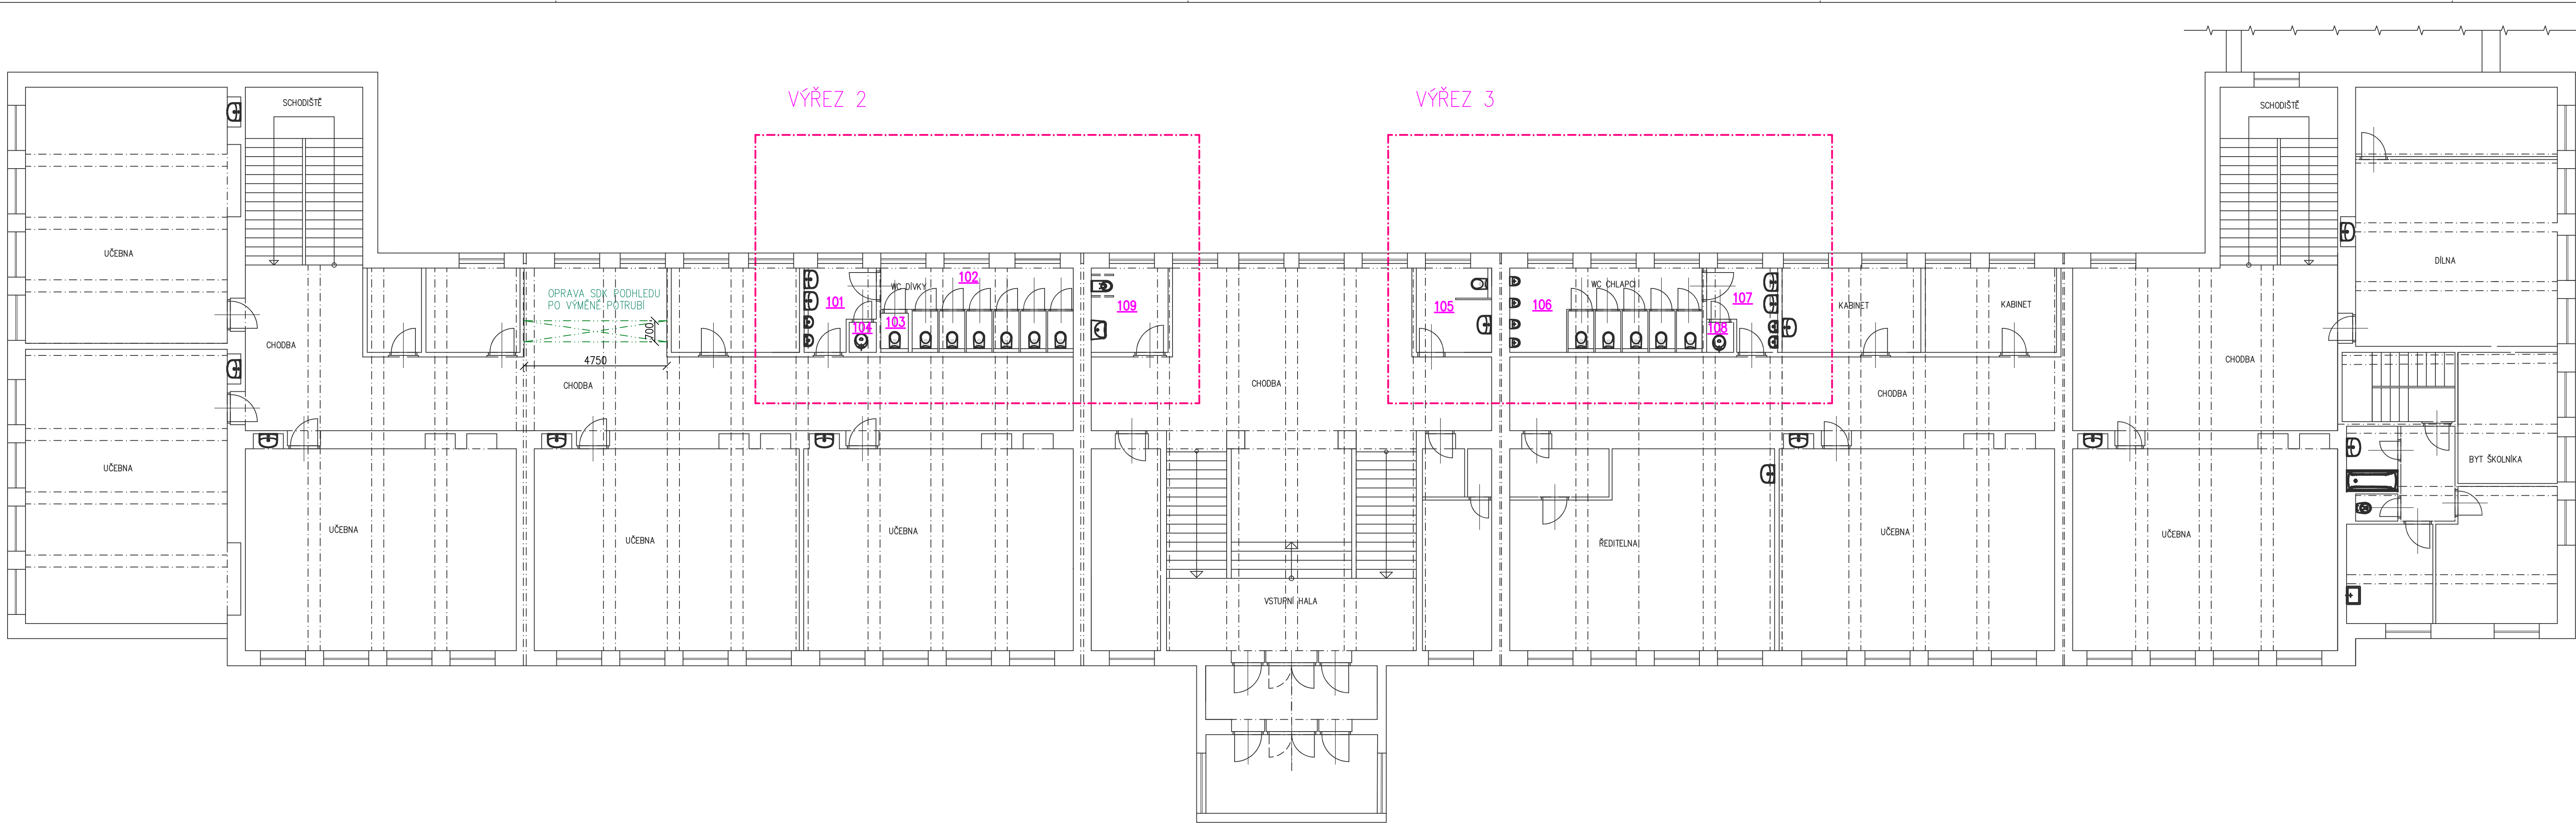 VÝŘEZ 2
VÝŘEZ 3
SCHODIŠTĚ
SCHODIŠTĚ
UČEBNA
DÍLNA
WC DÍVKY
102
WC CHLAPCI
OPRAVA SDK PODHLEDU
PO VÝMĚNĚ POTRUBÍ
101
109
105
106
107
KABINET
KABINET
103
104
108
700
4750
CHODBA
CHODBA
CHODBA
CHODBA
CHODBA
UČEBNA
BYT ŠKOLNÍKA
UČEBNA
UČEBNA
UČEBNA
ŘEDITELNA
UČEBNA
UČEBNA
VSTUPNÍ HALA